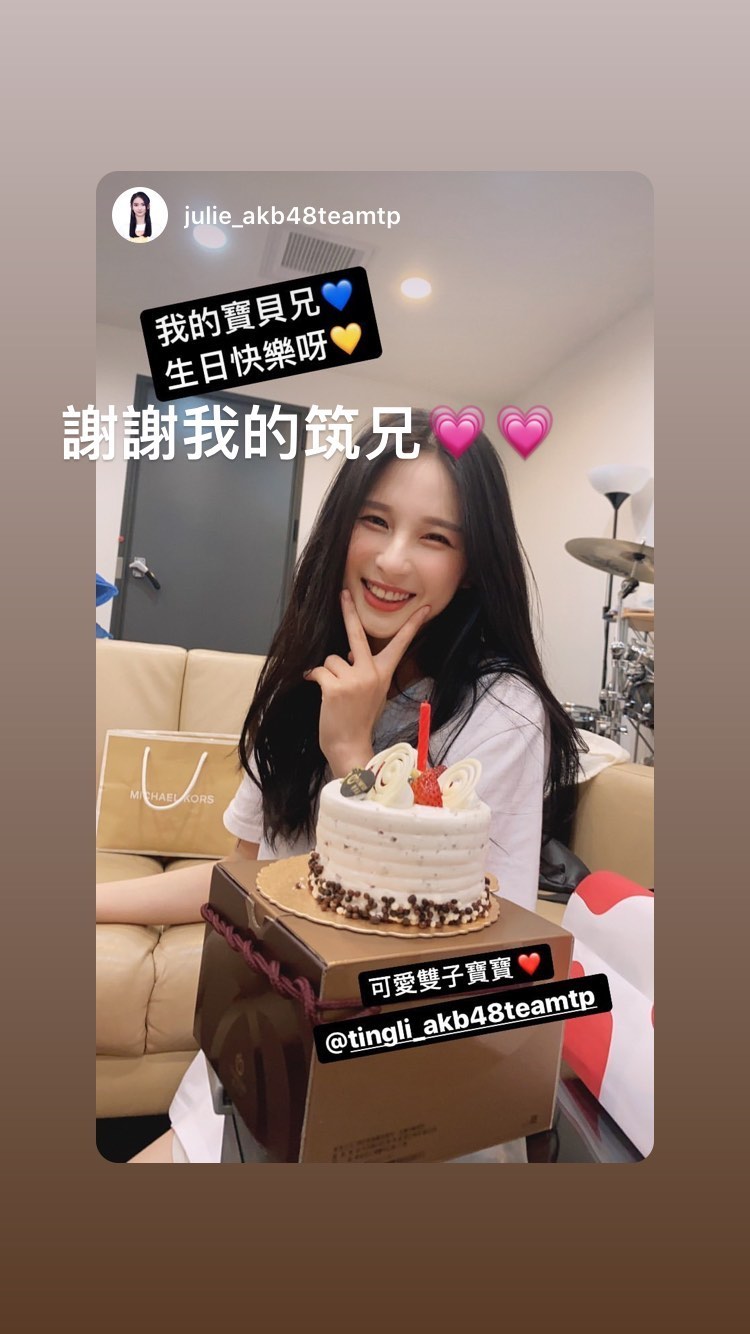 julie_akb48teamtp
我的寶貝兄💙
生日快樂呀💛
謝謝我的筑兄💗💗
MICHAEL KORS
可愛雙子寶寶❤️
@tingli_akb48teamtp